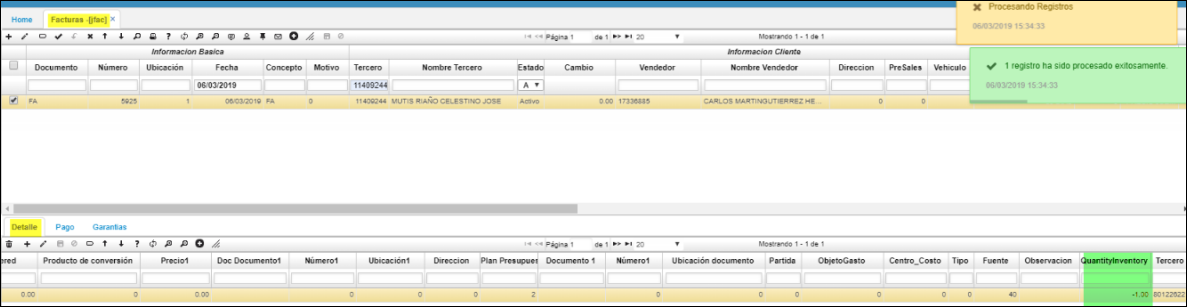 Home Facturas -[jfac] ×
Procesando Registros
06/03/2019 15:34:33
Página 1 de 1 20 Mostrando 1 - 1 de 1
1 registro ha sido procesado exitosamente.
06/03/2019 15:34:33
Informacion Basica Informacion Cliente
Documento Número Ubicación Fecha Concepto Motivo Tercero Nombre Tercero Estado Cambio Vendedor Nombre Vendedor Direccion PreSales Vehiculo
06/03/2019 11409244 A
FA 5925 1 06/03/2019 FA 0 11409244 MUTIS RIAÑO CELESTINO JOSE Activo 0.00 17336885 CARLOS MARTINGUTIERREZ HE... 0 0
Detalle Pago Garantias
Página 1 de 1 20 Mostrando 1 - 1 de 1
ered Producto de conversión Precio1 Doc Documento1 Número1 Ubicación1 Direccion Plan Presupues Documento 1 Número1 Ubicación documento Partida ObjetoGasto Centro_Costo Tipo Fuente Observacion QuantityInventory Tercero
0.00 0 0.00 0 0 0 2 0 0 0 0 0 0 40 -1.00 80122622